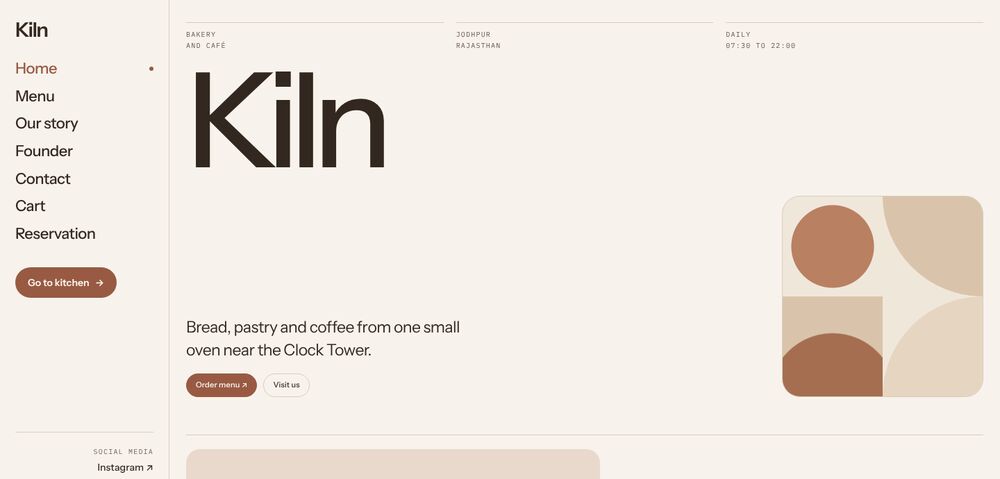 Kiln
Home
Menu
Our story
Founder
Contact
Cart
Reservation
Go to kitchen →
SOCIAL MEDIA
Instagram ↗
BAKERY
AND CAFÉ
JODHPUR
RAJASTHAN
DAILY
07:30 TO 22:00
Kiln
Bread, pastry and coffee from one small
oven near the Clock Tower.
Order menu ↗
Visit us